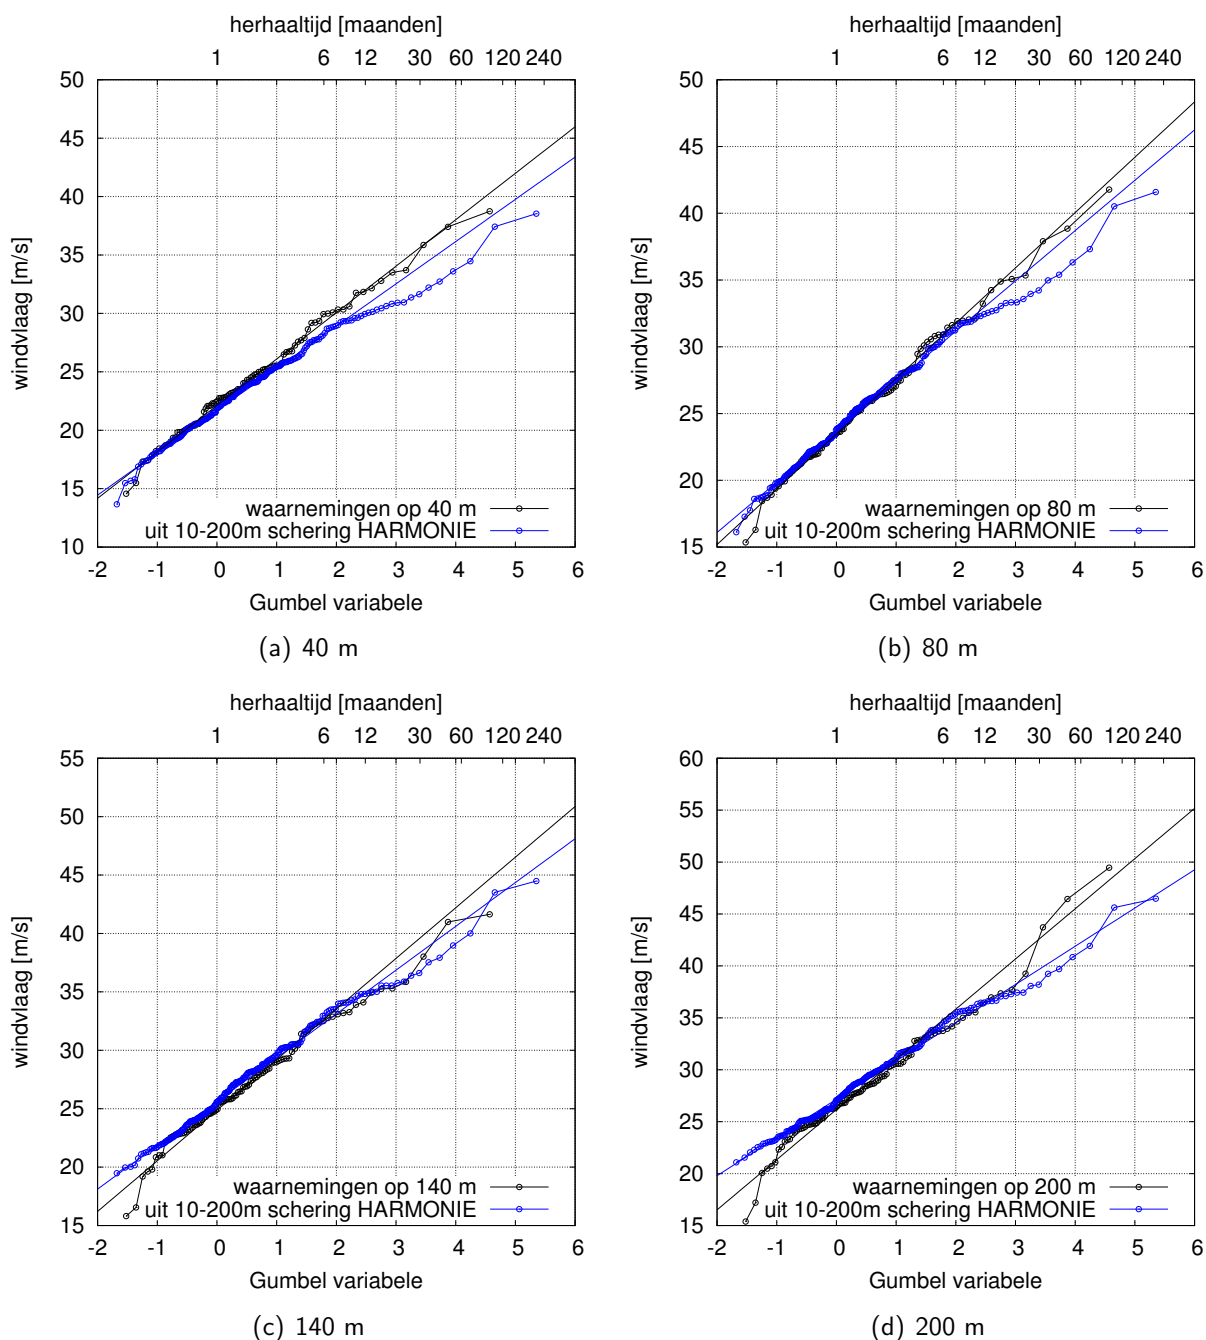 herhaaltijd [maanden]
1 6 12 30 60 120 240
50
45
40
35
30
25
20
15
10
windvlaag [m/s]
waarnemingen op 40 m
uit 10-200m schering HARMONIE
-2 -1 0 1 2 3 4 5 6
Gumbel variabele
(a) 40 m
herhaaltijd [maanden]
1 6 12 30 60 120 240
50
45
40
35
30
25
20
15
windvlaag [m/s]
waarnemingen op 80 m
uit 10-200m schering HARMONIE
-2 -1 0 1 2 3 4 5 6
Gumbel variabele
(b) 80 m
herhaaltijd [maanden]
1 6 12 30 60 120 240
55
50
45
40
35
30
25
20
15
windvlaag [m/s]
waarnemingen op 140 m
uit 10-200m schering HARMONIE
-2 -1 0 1 2 3 4 5 6
Gumbel variabele
(c) 140 m
herhaaltijd [maanden]
1 6 12 30 60 120 240
60
55
50
45
40
35
30
25
20
15
windvlaag [m/s]
waarnemingen op 200 m
uit 10-200m schering HARMONIE
-2 -1 0 1 2 3 4 5 6
Gumbel variabele
(d) 200 m